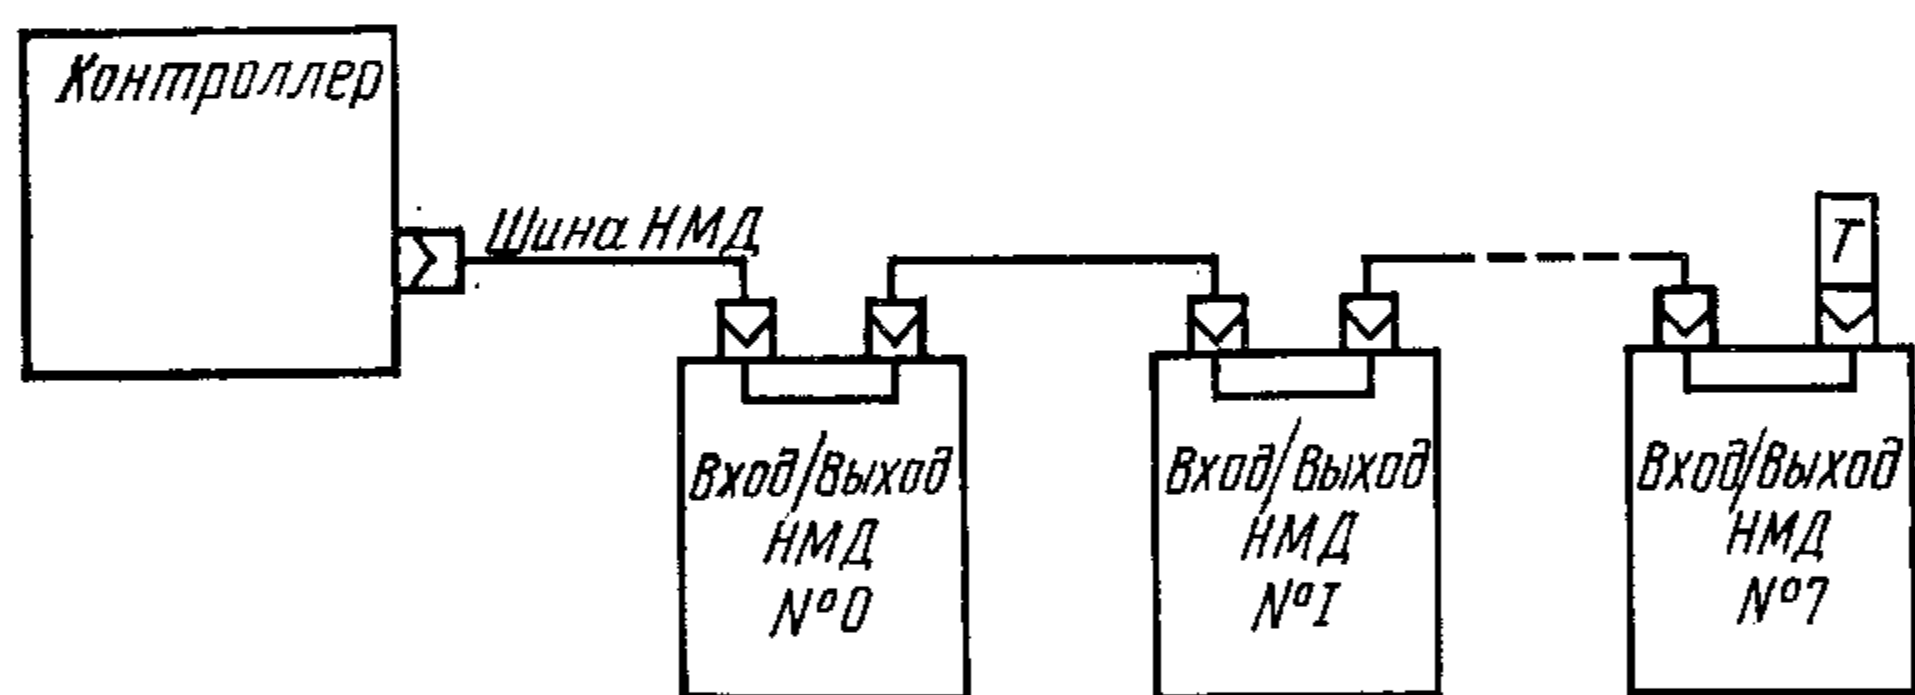 Контроллер
Шина НМД
Т
Вход/Выход
НМД
№0
Вход/Выход
НМД
№I
Вход/Выход
НМД
№7